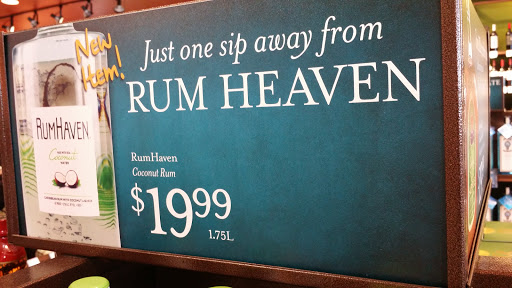 New
Item!
Just one sip away from
RUM HEAVEN
RUMHAVEN
Coconut
RumHaven
Coconut Rum
$19.99
1.75L